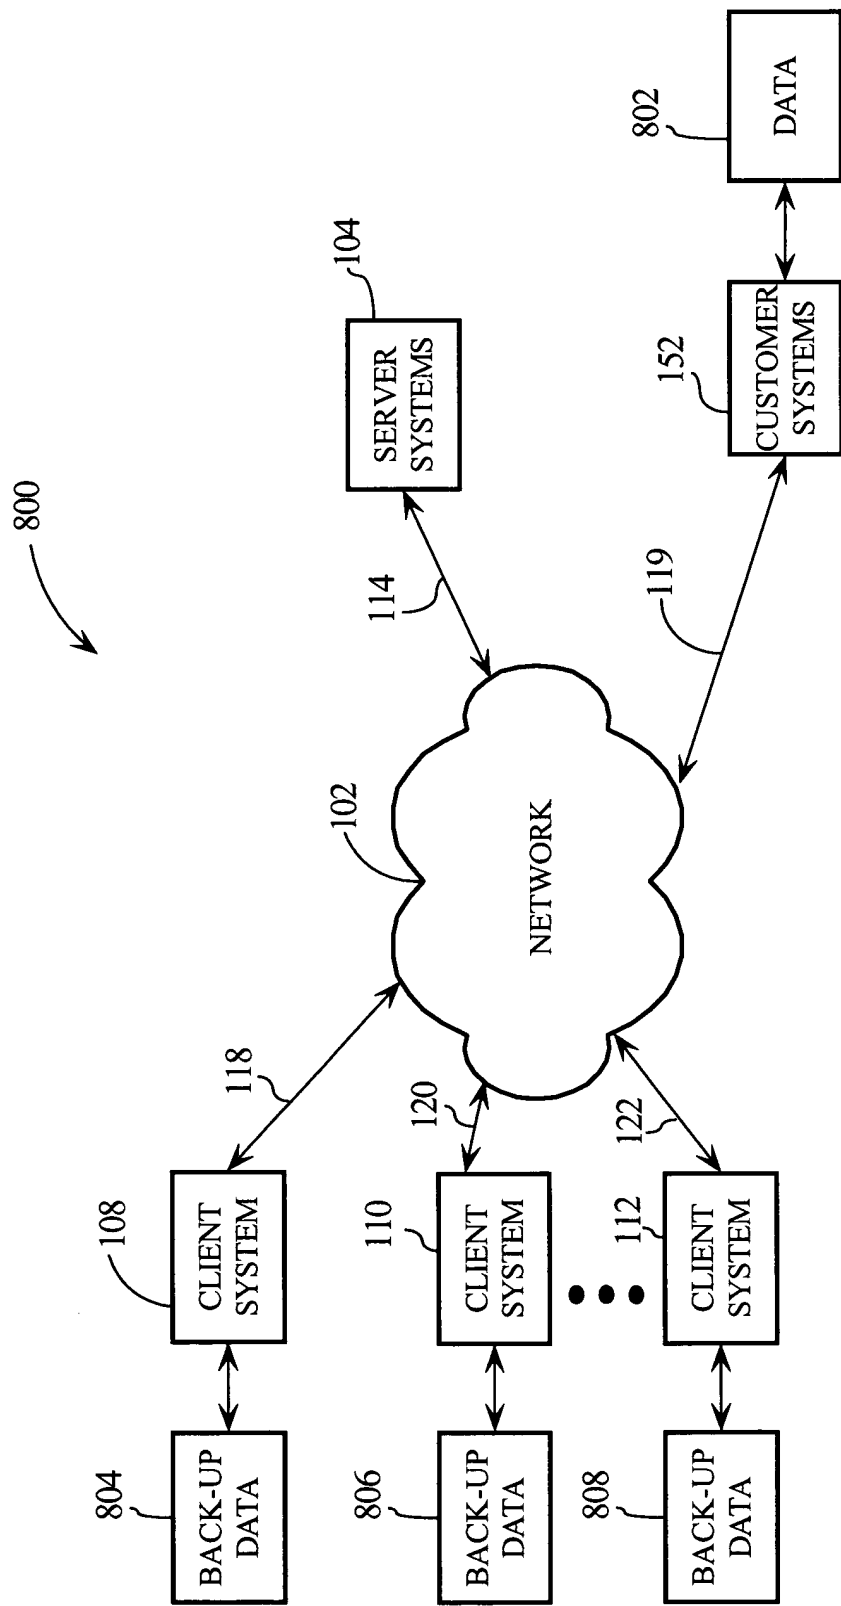 800
804
BACK-UP
DATA
108
CLIENT
SYSTEM
118
102
NETWORK
114
104
SERVER
SYSTEMS
806
BACK-UP
DATA
110
CLIENT
SYSTEM
120
808
BACK-UP
DATA
112
CLIENT
SYSTEM
122
119
152
CUSTOMER
SYSTEMS
802
DATA